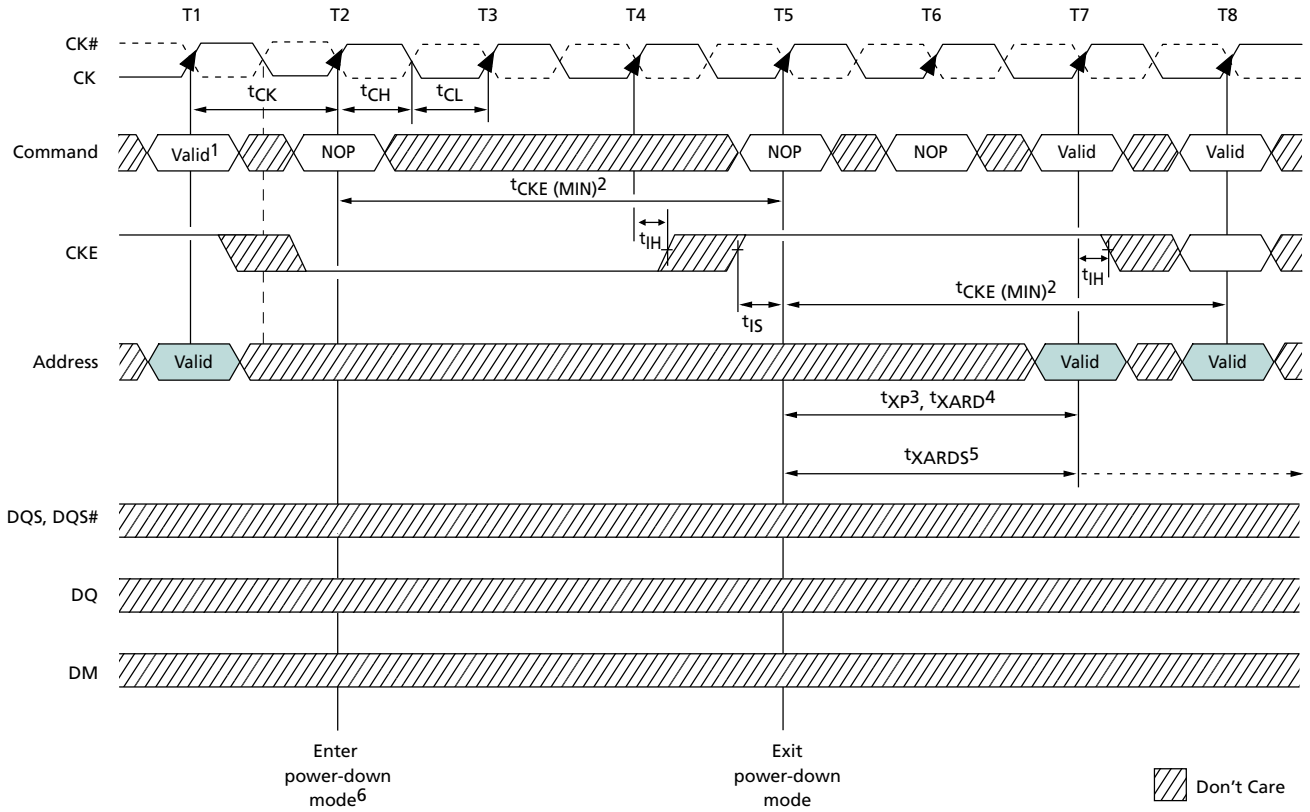 T1 T2 T3 T4 T5 T6 T7 T8
CK#
CK
tCK tCH tCL
Command Valid1 NOP NOP NOP Valid Valid
tCKE (MIN)2
CKE tIH tIH
tCKE (MIN)2
tIS
Address Valid Valid Valid
tXP3, tXARD4
tXARDS5
DQS, DQS#
DQ
DM
Enter
power-down
mode6
Exit
power-down
mode
Don't Care